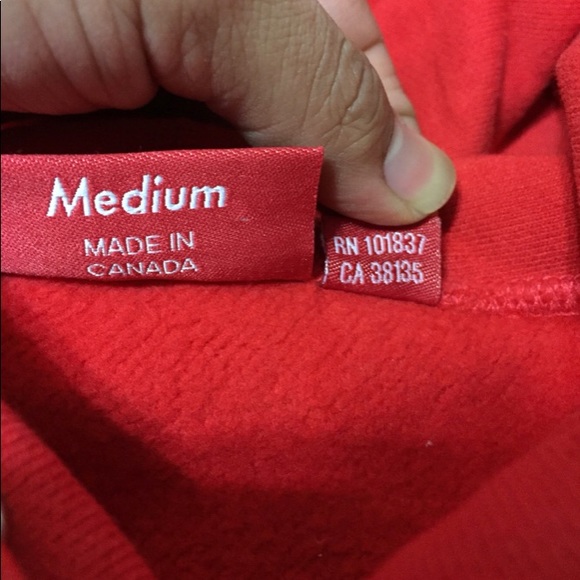 Medium
MADE IN
CANADA
RN 101837
CA 38135